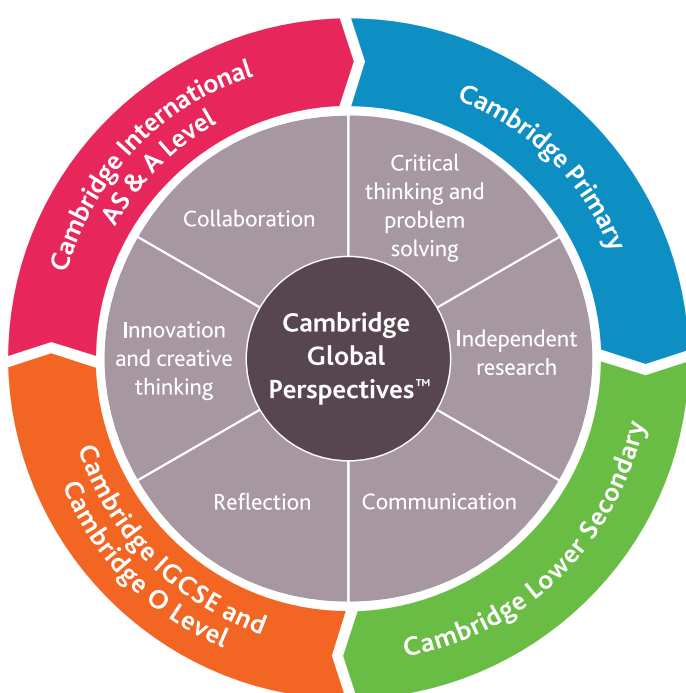 Cambridge International
AS & A Level
Cambridge Primary
Cambridge Lower Secondary
Cambridge IGCSE and
Cambridge O Level
Critical
thinking and
problem
solving
Independent
research
Communication
Reflection
Innovation
and creative
thinking
Collaboration
Cambridge
Global
Perspectives™